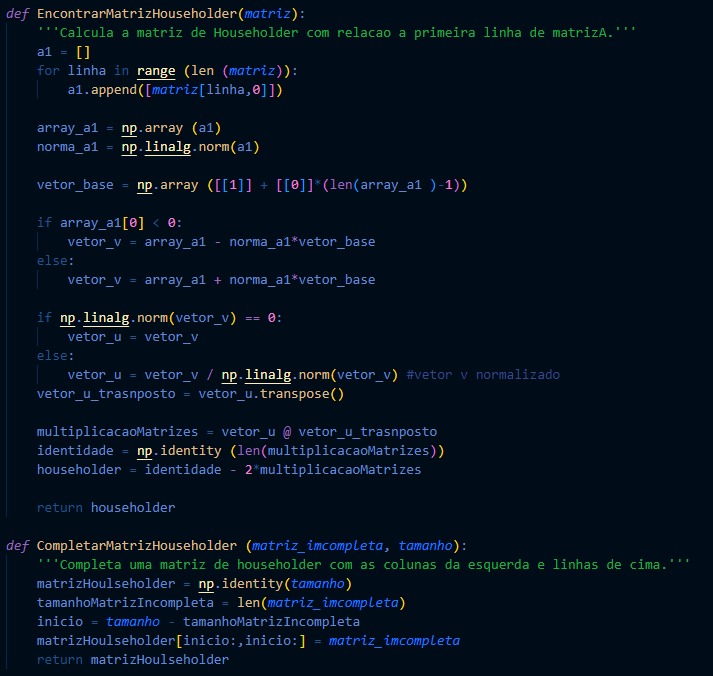 def EncontrarMatrizHouseholder(matriz):
    '''Calcula a matriz de Householder com relacao a primeira linha de matrizA.'''
    a1 = []
    for linha in range (len (matriz)):
        a1.append([matriz[linha,0]])

    array_a1 = np.array (a1)
    norma_a1 = np.linalg.norm(a1)

    vetor_base = np.array ([[1]] + [[0]]*(len(array_a1 )-1))

    if array_a1[0] < 0:
        vetor_v = array_a1 - norma_a1*vetor_base
    else:
        vetor_v = array_a1 + norma_a1*vetor_base

    if np.linalg.norm(vetor_v) == 0:
        vetor_u = vetor_v
    else:
        vetor_u = vetor_v / np.linalg.norm(vetor_v) #vetor v normalizado
    vetor_u_trasnposto = vetor_u.transpose()

    multiplicacaoMatrizes = vetor_u @ vetor_u_trasnposto
    identidade = np.identity (len(multiplicacaoMatrizes))
    householder = identidade - 2*multiplicacaoMatrizes

    return householder

def CompletarMatrizHouseholder (matriz_imcompleta, tamanho):
    '''Completa uma matriz de householder com as colunas da esquerda e linhas de cima.'''
    matrizHoulseholder = np.identity(tamanho)
    tamanhoMatrizIncompleta = len(matriz_imcompleta)
    inicio = tamanho - tamanhoMatrizIncompleta
    matrizHoulseholder[inicio:,inicio:] = matriz_imcompleta
    return matrizHoulseholder